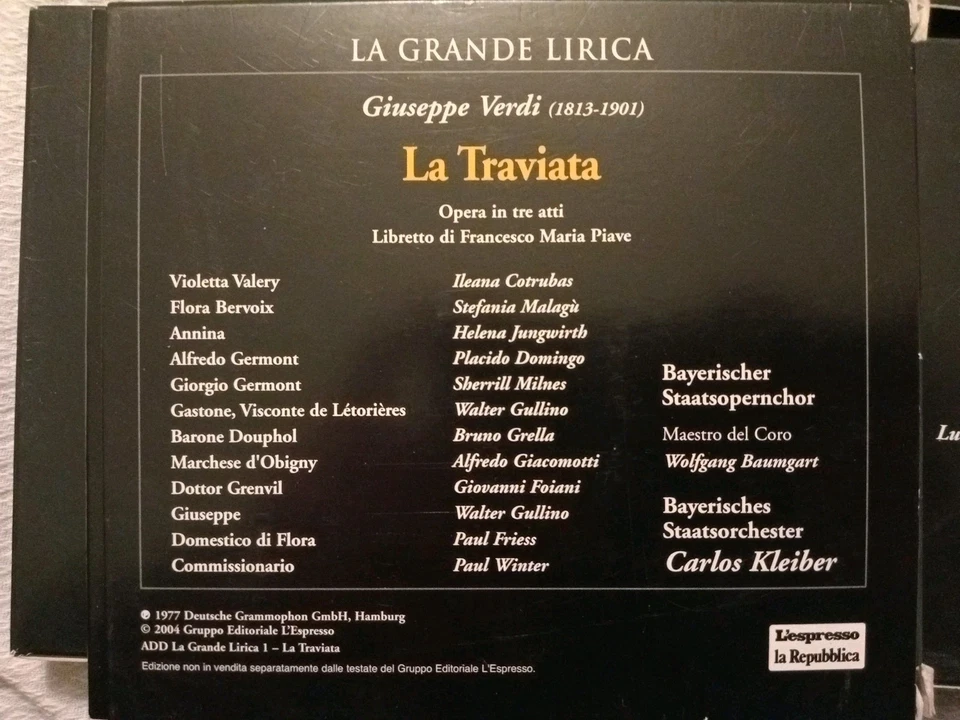 LA GRANDE LIRICA
Giuseppe Verdi (1813-1901)
La Traviata
Opera in tre atti
Libretto di Francesco Maria Piave
Violetta Valery Ileana Cotrubas
Flora Bervoix Stefania Malagù
Annina Helena Jungwirth
Alfredo Germont Placido Domingo
Giorgio Germont Sherrill Milnes
Gastone, Visconte de Létorières Walter Gullino
Barone Douphol Bruno Grella
Marchese d'Obigny Alfredo Giacomotti
Dottor Grenvil Giovanni Foiani
Giuseppe Walter Gullino
Domestico di Flora Paul Friess
Commissionario Paul Winter
Bayerischer
Staatsopernchor
Maestro del Coro
Wolfgang Baumgart
Bayerisches
Staatsorchester
Carlos Kleiber
℗ 1977 Deutsche Grammophon GmbH, Hamburg
© 2004 Gruppo Editoriale L'Espresso
ADD La Grande Lirica 1 – La Traviata
Edizione non in vendita separatamente dalle testate del Gruppo Editoriale L'Espresso.
L'espresso
la Repubblica
Lu